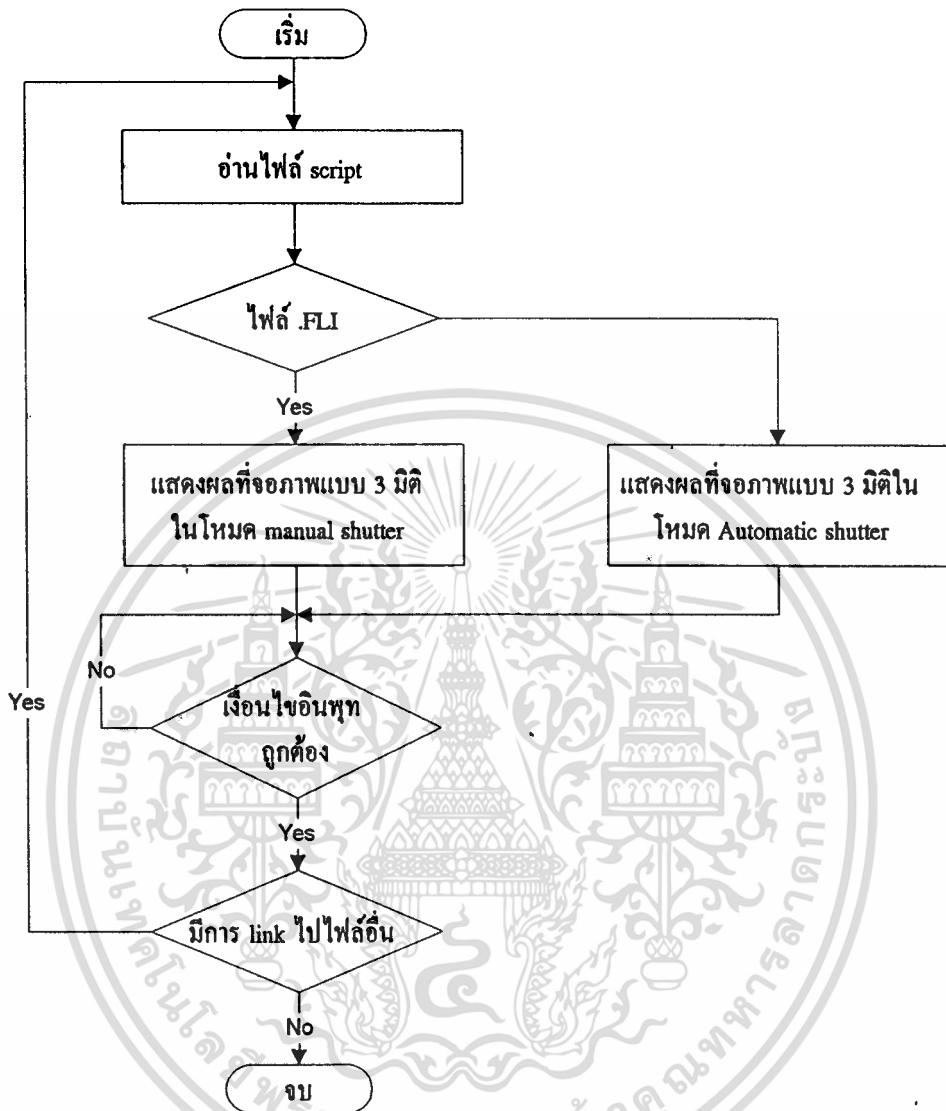 เริ่ม
อ่านไฟล์ script
ไฟล์ .FLI
Yes
แสดงผลที่จอภาพแบบ 3 มิติ
ในโหมด manual shutter
แสดงผลที่จอภาพแบบ 3 มิติใน
โหมด Automatic shutter
No
Yes
เงื่อนไขอินพุท
ถูกต้อง
Yes
มีการ link ไปไฟล์อื่น
No
จบ